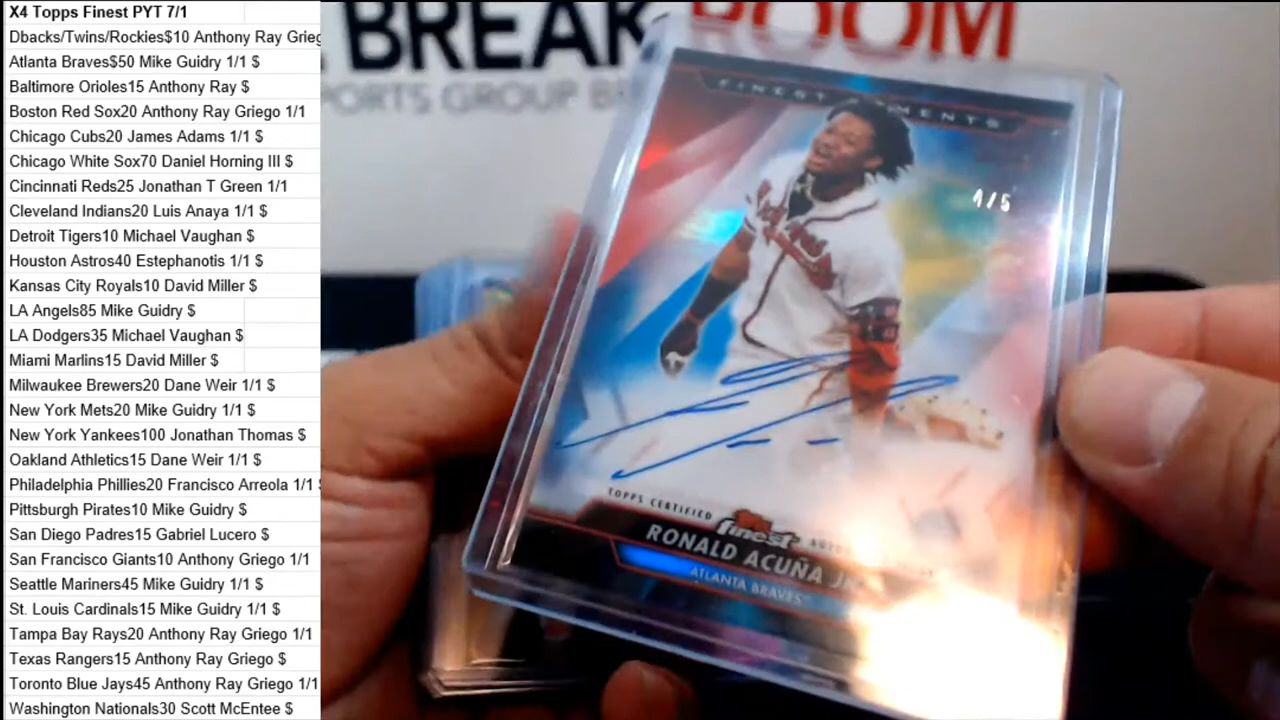 X4 Topps Finest PYT 7/1
Dbacks/Twins/Rockies$10 Anthony Ray Grieg
Atlanta Braves$50 Mike Guidry 1/1 $
Baltimore Orioles15 Anthony Ray $
Boston Red Sox20 Anthony Ray Griego 1/1
Chicago Cubs20 James Adams 1/1 $
Chicago White Sox70 Daniel Horning III $
Cincinnati Reds25 Jonathan T Green 1/1
Cleveland Indians20 Luis Anaya 1/1 $
Detroit Tigers10 Michael Vaughan $
Houston Astros40 Estephanotis 1/1 $
Kansas City Royals10 David Miller $
LA Angels85 Mike Guidry $
LA Dodgers35 Michael Vaughan $
Miami Marlins15 David Miller $
Milwaukee Brewers20 Dane Weir 1/1 $
New York Mets20 Mike Guidry 1/1 $
New York Yankees100 Jonathan Thomas $
Oakland Athletics15 Dane Weir 1/1 $
Philadelphia Phillies20 Francisco Arreola 1/1 $
Pittsburgh Pirates10 Mike Guidry $
San Diego Padres15 Gabriel Lucero $
San Francisco Giants10 Anthony Griego 1/1
Seattle Mariners45 Mike Guidry 1/1 $
St. Louis Cardinals15 Mike Guidry 1/1 $
Tampa Bay Rays20 Anthony Ray Griego 1/1
Texas Rangers15 Anthony Ray Griego $
Toronto Blue Jays45 Anthony Ray Griego 1/1
Washington Nationals30 Scott McEntee $
BREAK ROOM
PORTS GROUP B
FINEST MOMENTS
4/5
TOPPS CERTIFIED
finest
RONALD ACUÑA JR
ATLANTA BRAVES